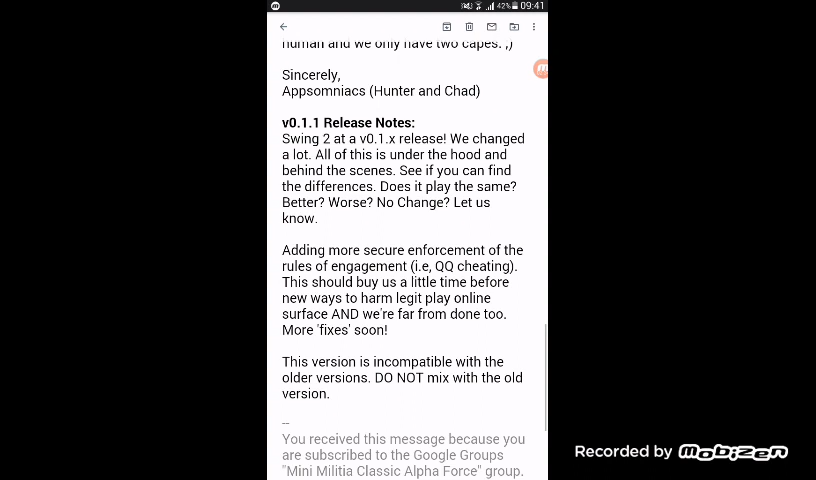 42% 09:41
human and we only have two capes. ;)
Sincerely,
Appsomniacs (Hunter and Chad)
v0.1.1 Release Notes:
Swing 2 at a v0.1.x release! We changed
a lot. All of this is under the hood and
behind the scenes. See if you can find
the differences. Does it play the same?
Better? Worse? No Change? Let us
know.
Adding more secure enforcement of the
rules of engagement (i.e, QQ cheating).
This should buy us a little time before
new ways to harm legit play online
surface AND we're far from done too.
More 'fixes' soon!
This version is incompatible with the
older versions. DO NOT mix with the old
version.
--
You received this message because you
are subscribed to the Google Groups
"Mini Militia Classic Alpha Force" group.
Recorded by Mobizen